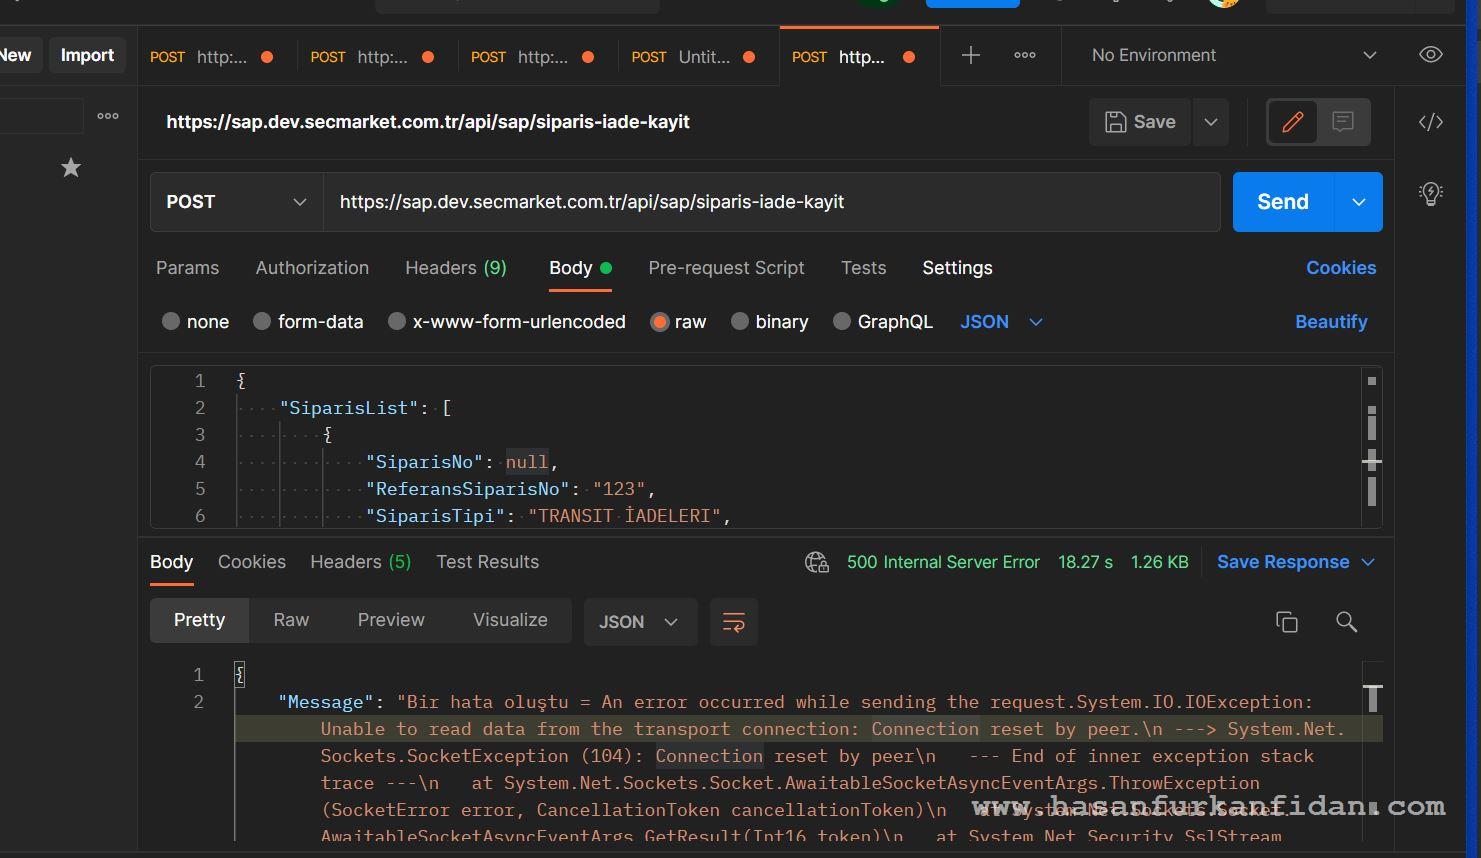 New Import POST http:... POST http:... POST http:... POST Untit... POST http... No Environment
https://sap.dev.secmarket.com.tr/api/sap/siparis-iade-kayit Save
POST https://sap.dev.secmarket.com.tr/api/sap/siparis-iade-kayit Send
Params Authorization Headers (9) Body Pre-request Script Tests Settings Cookies
none form-data x-www-form-urlencoded raw binary GraphQL JSON Beautify
1 {
2 "SiparisList": [
3 {
4 "SiparisNo": null,
5 "ReferansSiparisNo": "123",
6 "SiparisTipi": "TRANSIT İADELERI",
Body Cookies Headers (5) Test Results 500 Internal Server Error 18.27 s 1.26 KB Save Response
Pretty Raw Preview Visualize JSON
1 {
2 "Message": "Bir hata oluştu = An error occurred while sending the request.System.IO.IOException:
Unable to read data from the transport connection: Connection reset by peer.\n ---> System.Net.
Sockets.SocketException (104): Connection reset by peer\n --- End of inner exception stack
trace ---\n at System.Net.Sockets.Socket.AwaitableSocketAsyncEventArgs.ThrowException
(SocketError error, CancellationToken cancellationToken)\n at System.Net.Sockets.Socket.
www.hasanfurkanfidan.com
AwaitableSocketAsyncEventArgs.GetResult(Int16 token)\n at System.Net.Security.SslStream